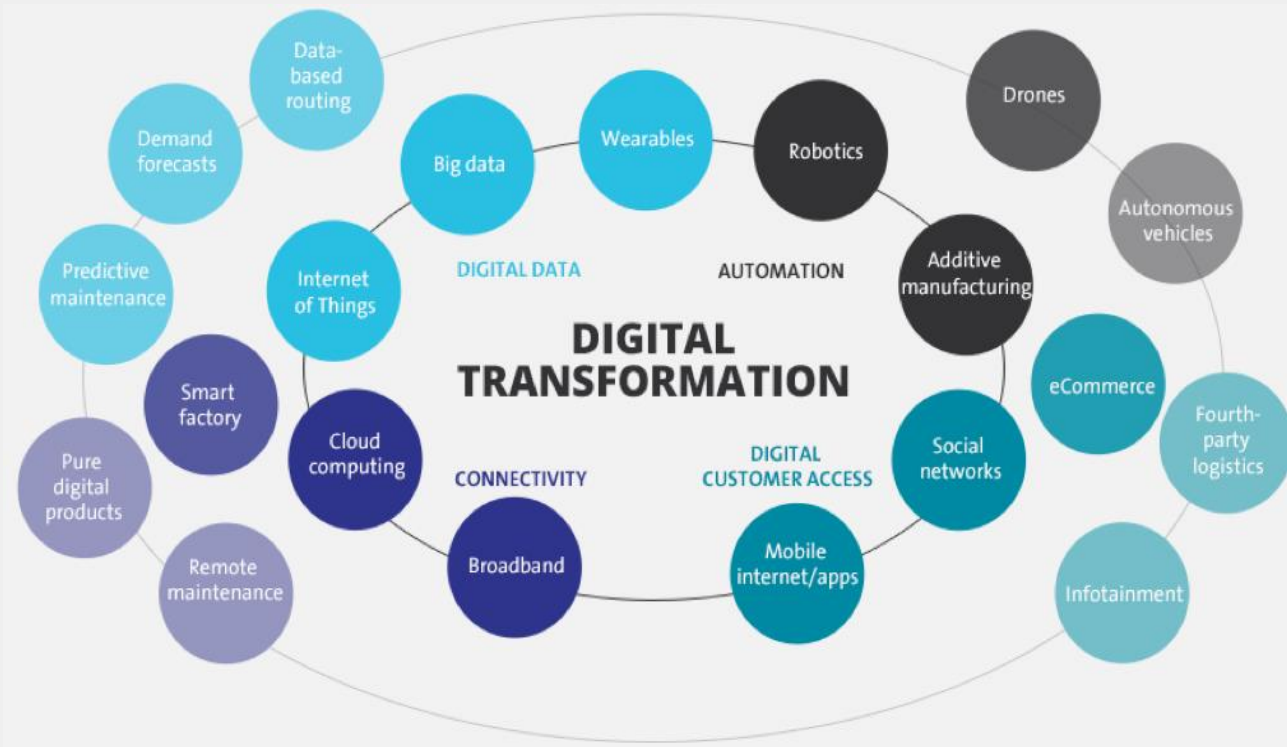 Data-
based
routing
Demand
forecasts
Predictive
maintenance
Smart
factory
Pure
digital
products
Remote
maintenance
Big data
Wearables
Robotics
Internet
of Things
Additive
manufacturing
Cloud
computing
Broadband
Mobile
internet/apps
Social
networks
DIGITAL DATA
AUTOMATION
DIGITAL
TRANSFORMATION
CONNECTIVITY
DIGITAL
CUSTOMER ACCESS
Drones
Autonomous
vehicles
eCommerce
Fourth-
party
logistics
Infotainment